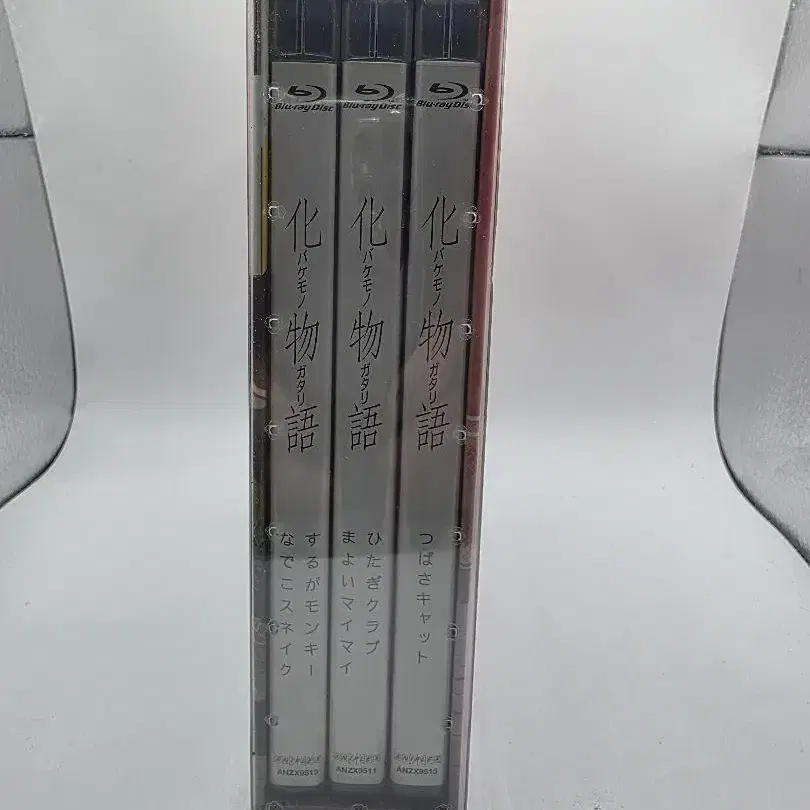 Blu-ray Disc
化バケモノ物ガタリ語
するがモンキー
なでこスネイク
ANIPLEX
ANZX9513
Blu-ray Disc
化バケモノ物ガタリ語
ひたぎクラブ
まよいマイマイ
ANIPLEX
ANZX9511
Blu-ray Disc
化バケモノ物ガタリ語
つばさキャット
ANIPLEX
ANZX9515